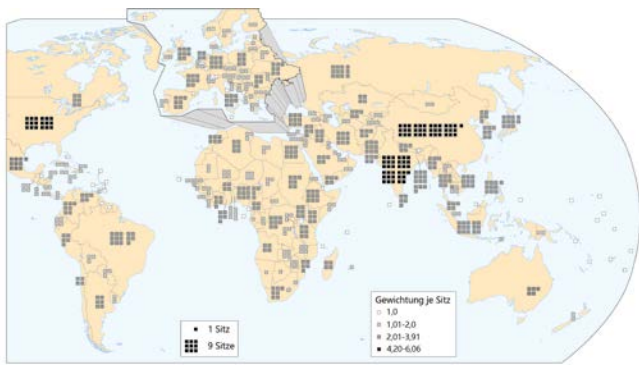 1 Sitz
9 Sitze
Gewichtung je Sitz
1,0
1,01-2,0
2,01-3,91
4,20-6,06